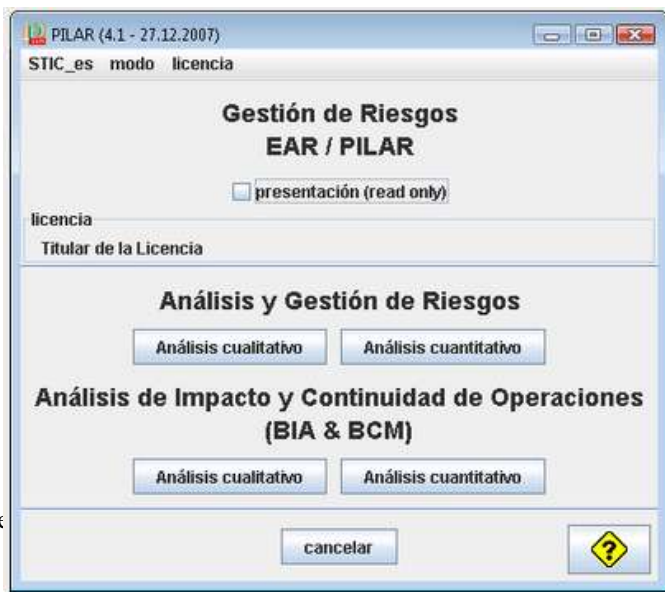 PILAR (4.1 - 27.12.2007)
STIC_es modo licencia
Gestión de Riesgos
EAR / PILAR
presentación (read only)
licencia
Titular de la Licencia
Análisis y Gestión de Riesgos
Análisis cualitativo Análisis cuantitativo
Análisis de Impacto y Continuidad de Operaciones
(BIA & BCM)
Análisis cualitativo Análisis cuantitativo
cancelar ?